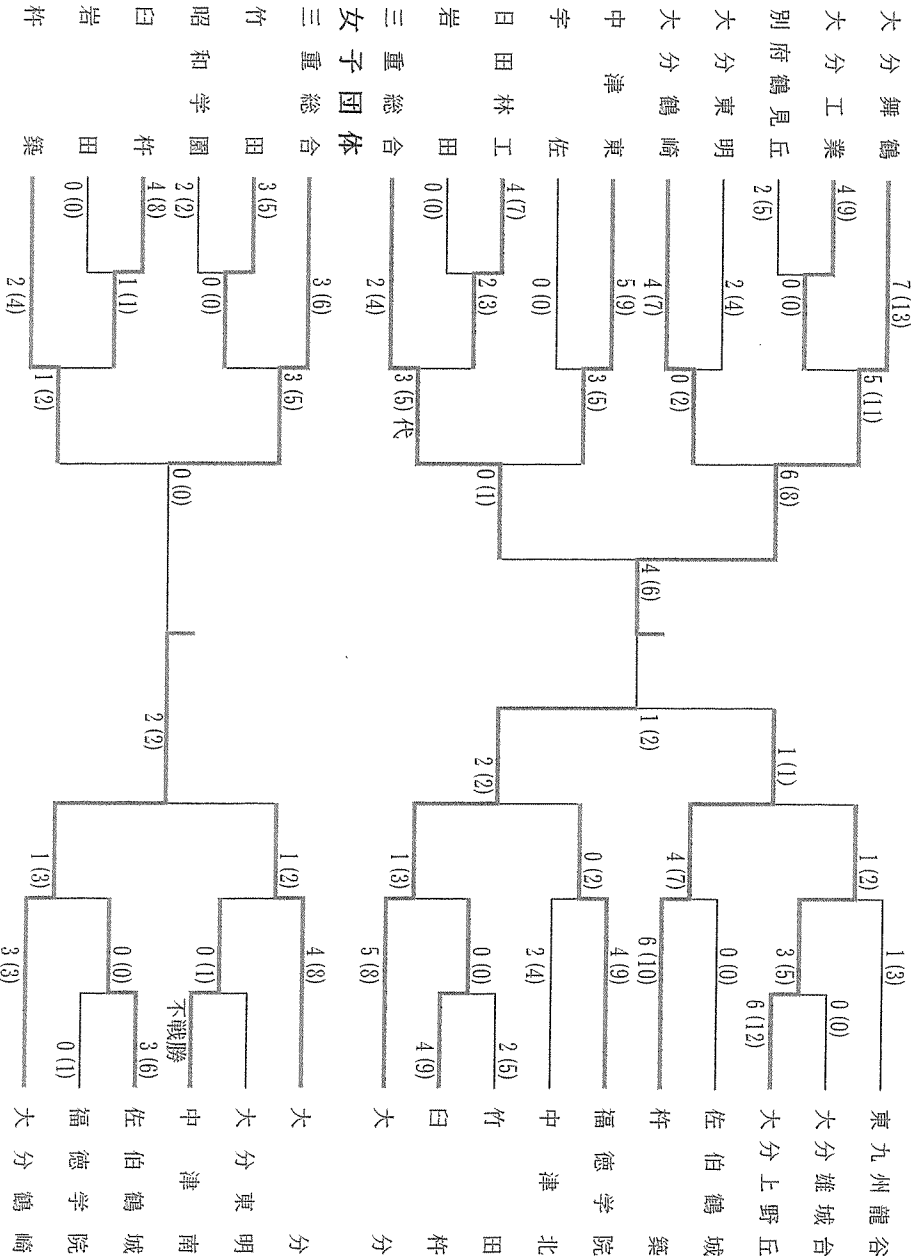 大分舞鶴
大分工業
別府鶴見丘
大分東明
大分鶴崎
中津東
宇佐
日田林工
岩田
三重総合
7 (13)
4 (9)
2 (5)
0 (0)
2 (4)
4 (7)
5 (9)
0 (0)
4 (7)
0 (0)
2 (3)
2 (4)
5 (11)
0 (2)
3 (5)
3 (5) 代
6 (8)
0 (1)
4 (6)
1 (2)
1 (1)
2 (2)
1 (2)
4 (7)
0 (2)
1 (3)
1 (3)
3 (5)
0 (0)
6 (12)
0 (0)
6 (10)
4 (9)
2 (4)
0 (0)
2 (5)
4 (9)
5 (8)
東九州龍谷
大分雄城台
大分上野丘
佐伯鶴城
杵築
福徳学院
中津北
竹田
臼杵
大分
女子団体
三重総合
竹田
昭和学園
臼杵
岩田
杵築
3 (6)
3 (5)
2 (2)
0 (0)
4 (8)
0 (0)
1 (1)
2 (4)
3 (5)
1 (2)
0 (0)
2 (2)
1 (2)
1 (3)
4 (8)
0 (1)
不戦勝
0 (0)
3 (6)
0 (1)
3 (3)
大分
大分東明
中津南
佐伯鶴城
福徳学院
大分鶴崎